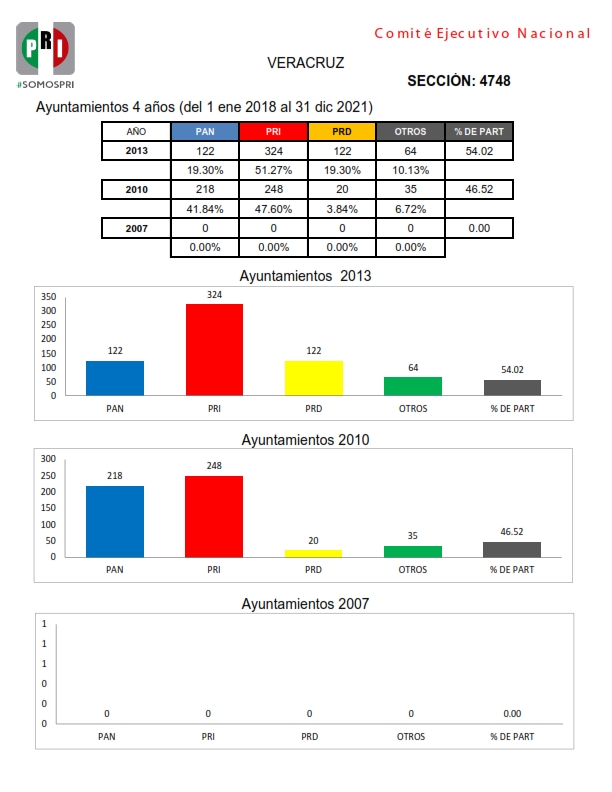 Comité Ejecutivo Nacional
PRI
#SOMOSPRI
VERACRUZ
SECCIÓN: 4748
Ayuntamientos 4 años (del 1 ene 2018 al 31 dic 2021)
AÑO PAN PRI PRD OTROS % DE PART
2013 122 324 122 64 54.02
19.30% 51.27% 19.30% 10.13%
2010 218 248 20 35 46.52
41.84% 47.60% 3.84% 6.72%
2007 0 0 0 0 0.00
0.00% 0.00% 0.00% 0.00%
Ayuntamientos 2013
350
300
250
200
150
100
50
0
122 324 122 64 54.02
PAN PRI PRD OTROS % DE PART
Ayuntamientos 2010
300
250
200
150
100
50
0
218 248 20 35 46.52
PAN PRI PRD OTROS % DE PART
Ayuntamientos 2007
1
1
1
0
0
0
0 0 0 0 0.00
PAN PRI PRD OTROS % DE PART